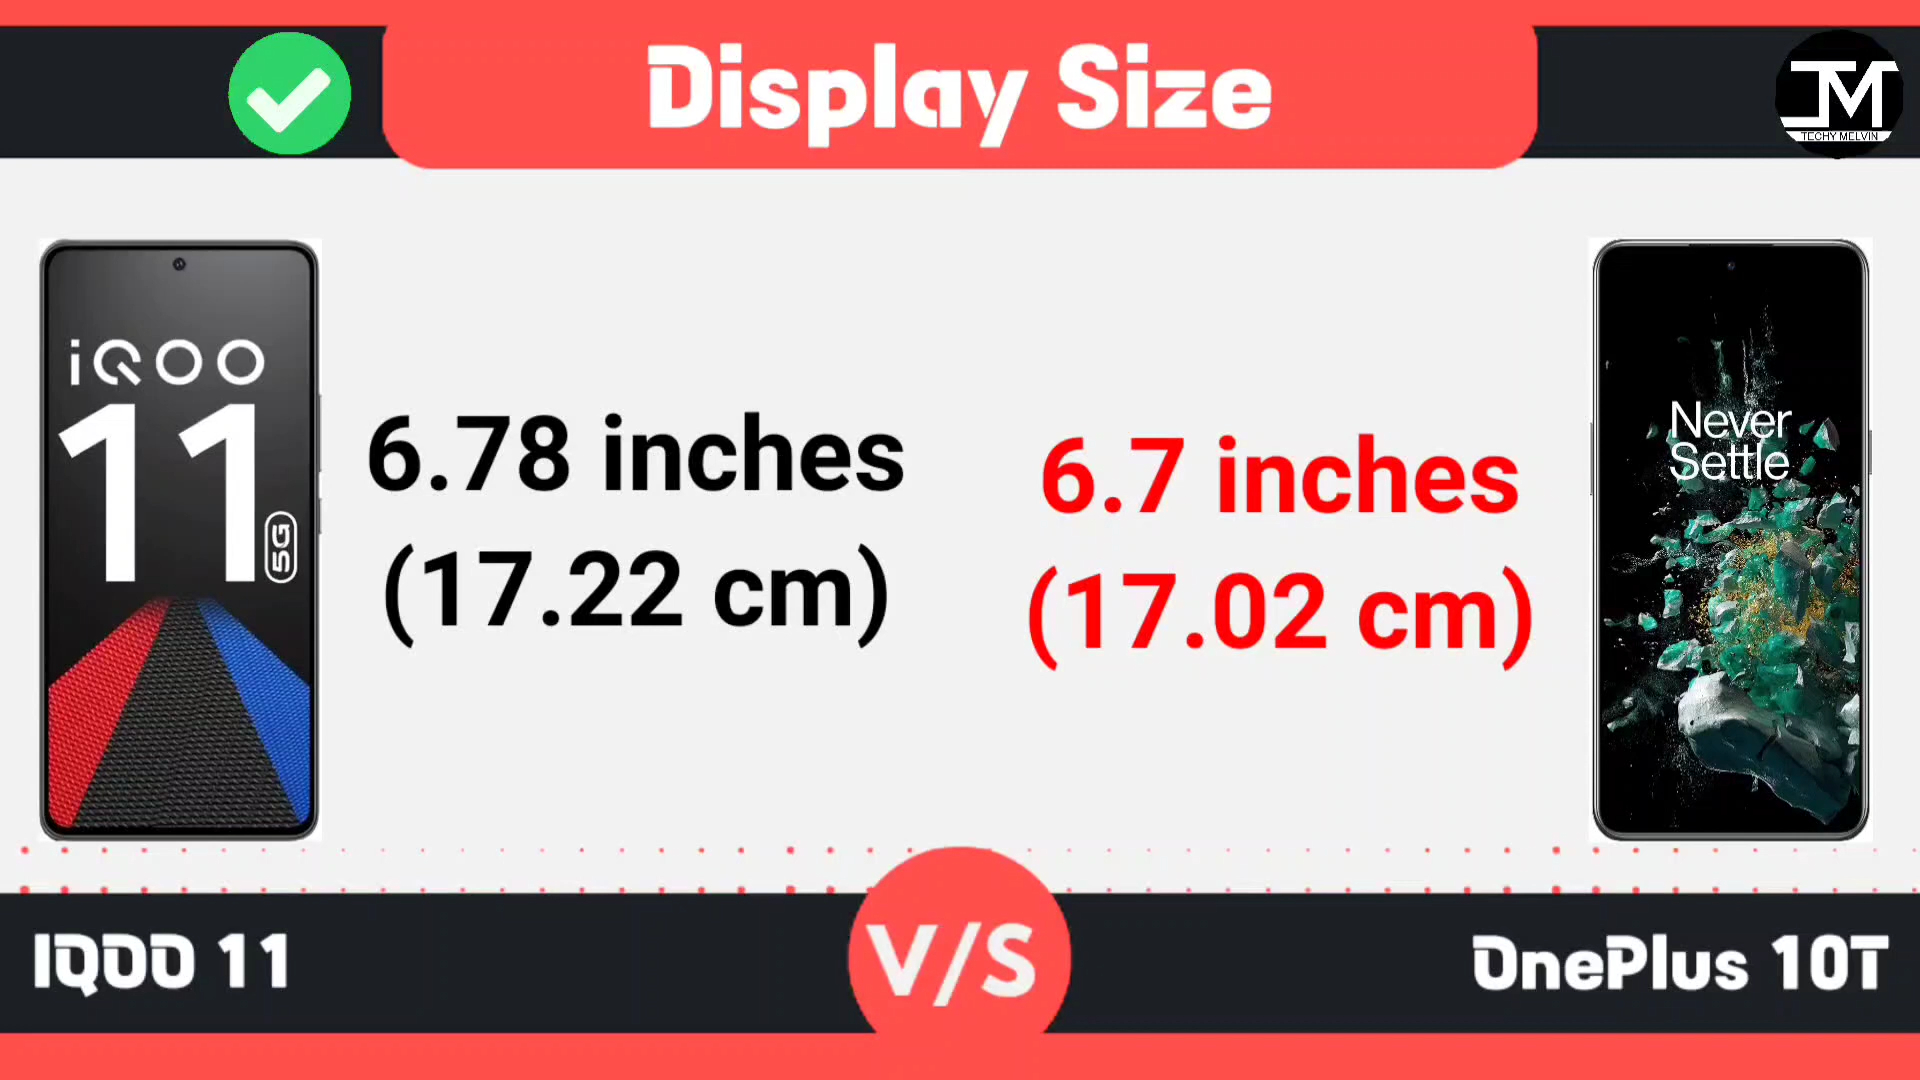 Display Size
JM
TECHY MELVIN
iQOO
11
5G
6.78 inches
(17.22 cm)
6.7 inches
(17.02 cm)
Never
Settle
IQOO 11
V/S
OnePlus 10T